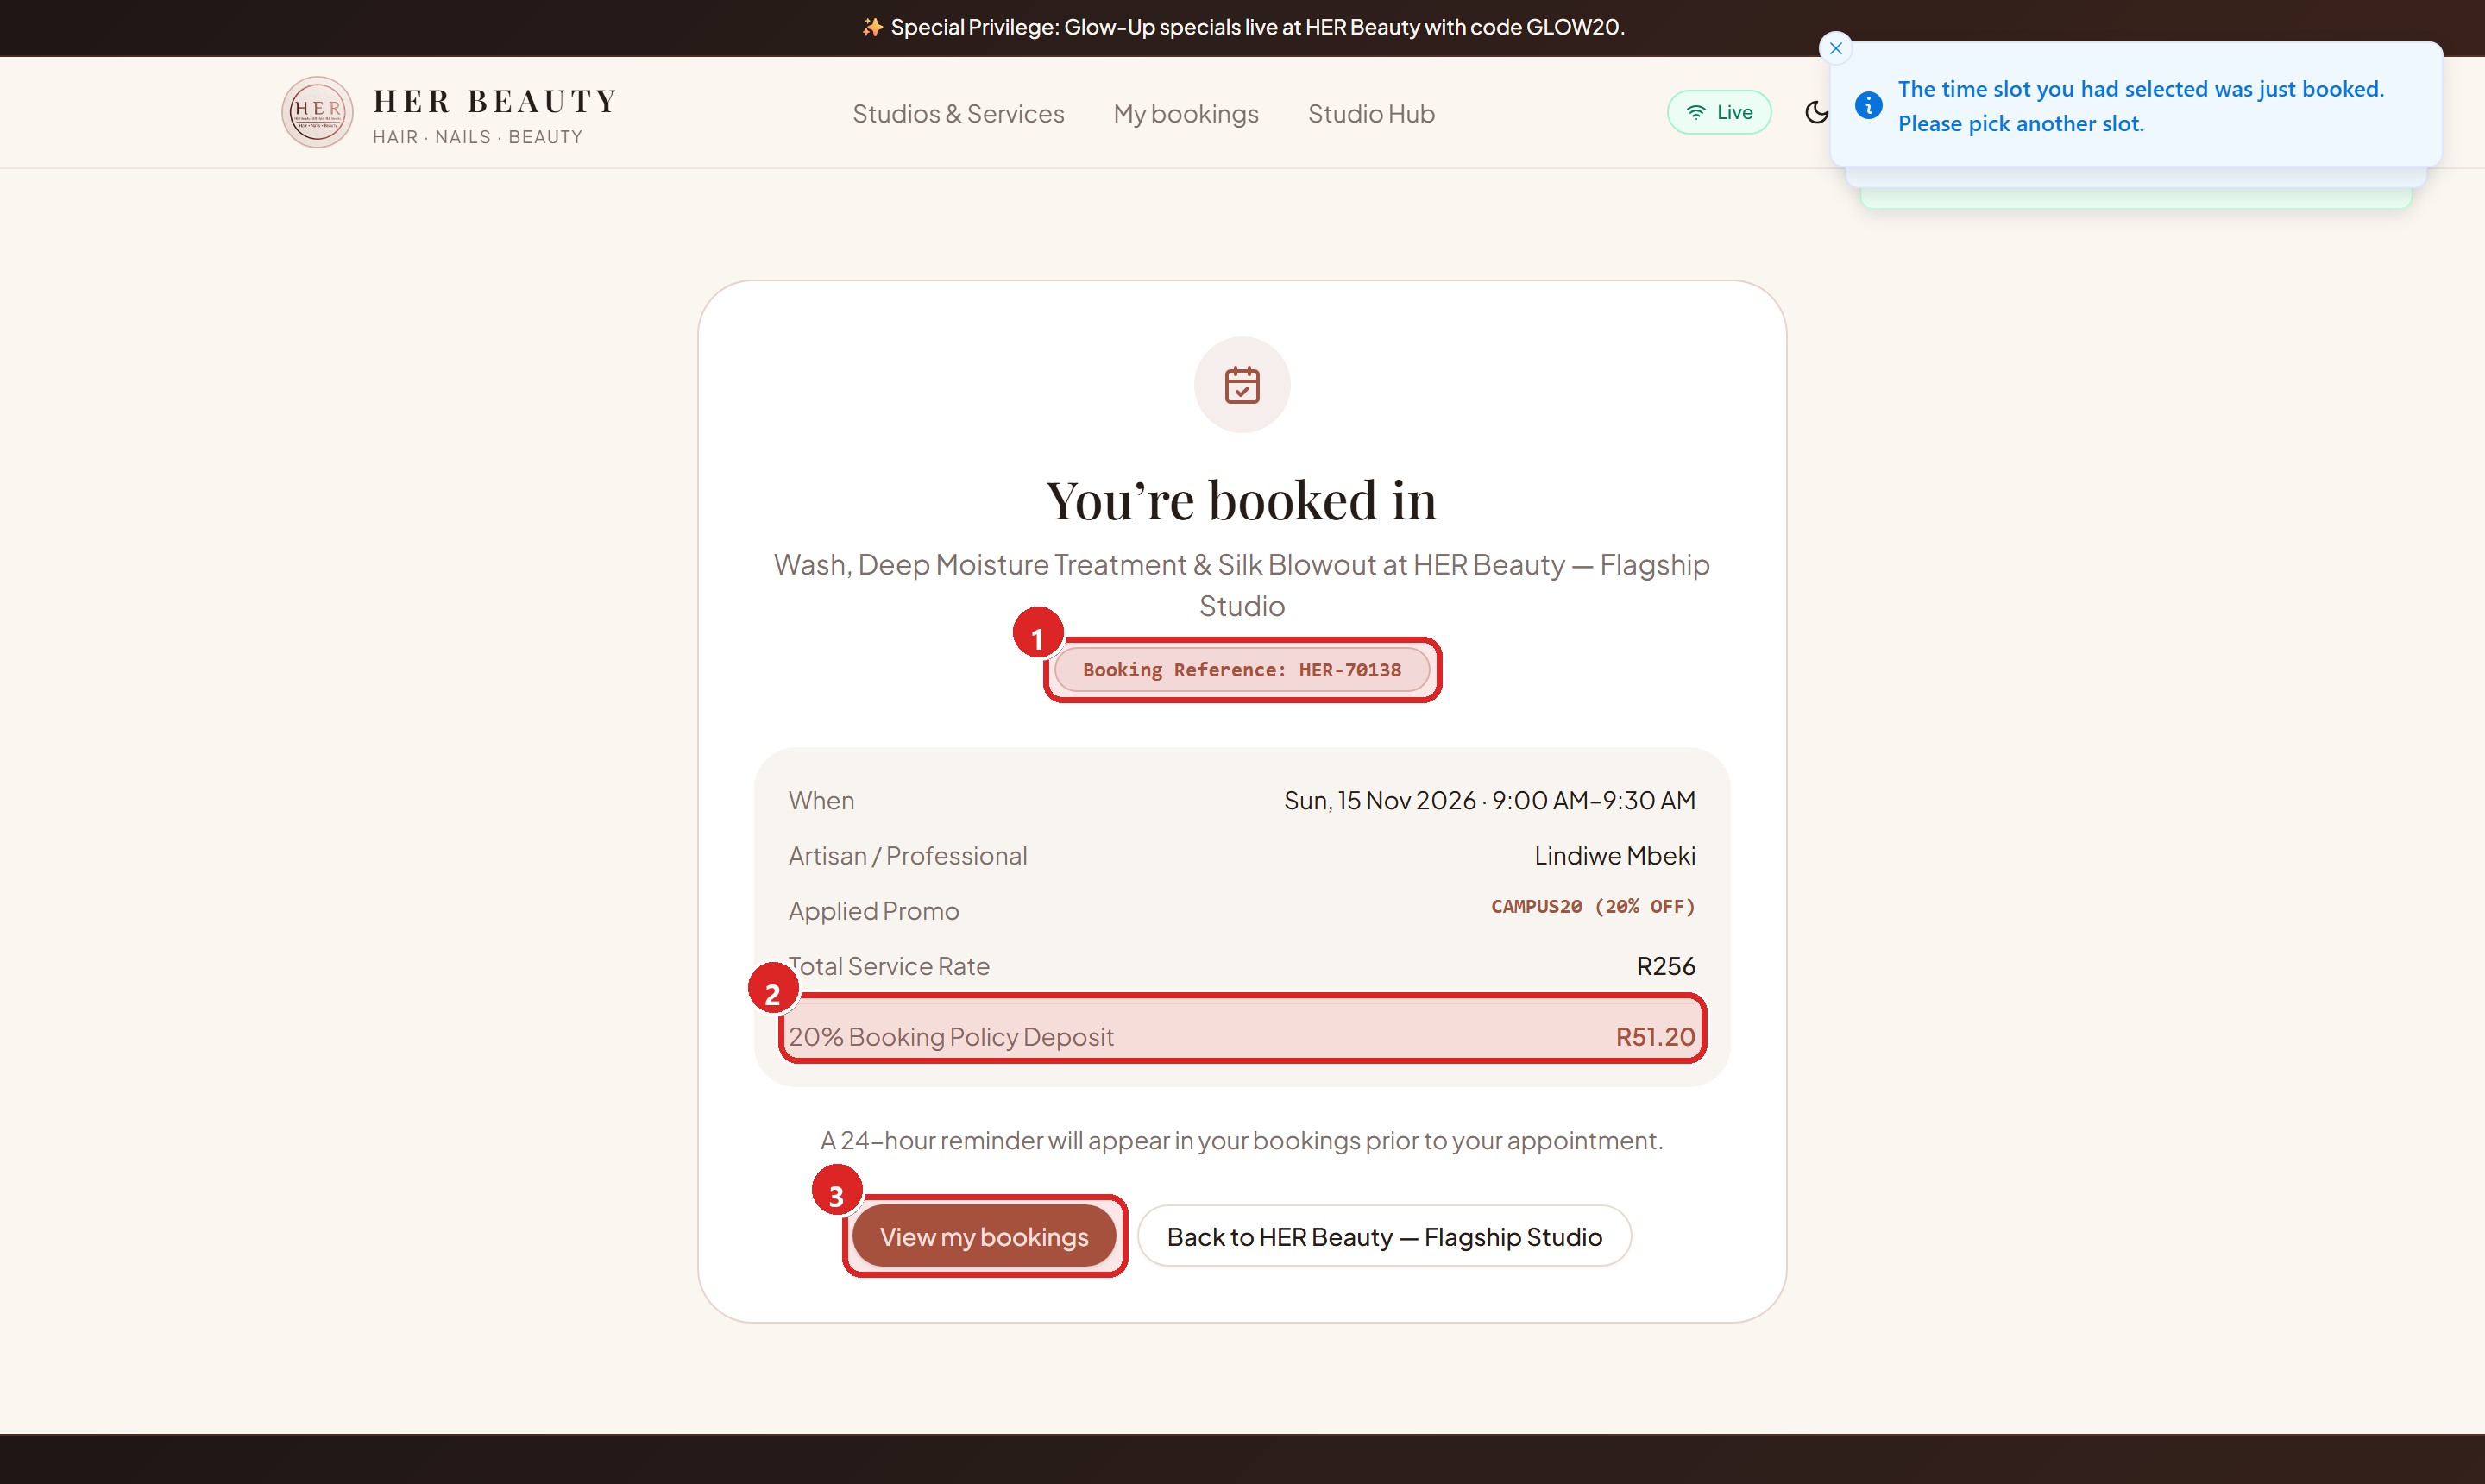 ✨ Special Privilege: Glow-Up specials live at HER Beauty with code GLOW20.
HER
HER BEAUTY
HAIR · NAILS · BEAUTY
Studios & Services
My bookings
Studio Hub
Live
The time slot you had selected was just booked.
Please pick another slot.
You're booked in
Wash, Deep Moisture Treatment & Silk Blowout at HER Beauty — Flagship
Studio
1
Booking Reference: HER-70138
When Sun, 15 Nov 2026 · 9:00 AM–9:30 AM
Artisan / Professional Lindiwe Mbeki
Applied Promo CAMPUS20 (20% OFF)
Total Service Rate R256
2
20% Booking Policy Deposit R51.20
A 24-hour reminder will appear in your bookings prior to your appointment.
3
View my bookings
Back to HER Beauty — Flagship Studio